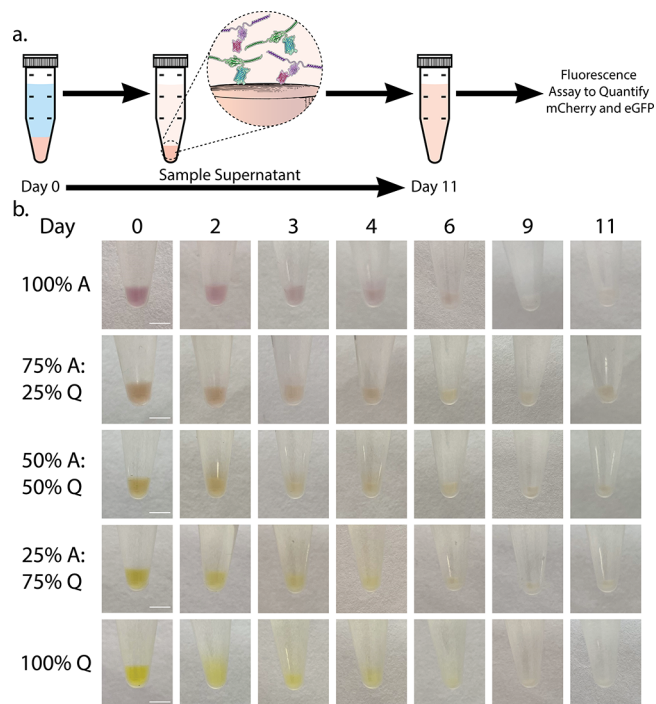 a.
Fluorescence
Assay to Quantify
mCherry and eGFP
Sample Supernatant
Day 0
Day 11
b.
Day 0 2 3 4 6 9 11
100% A
75% A:
25% Q
50% A:
50% Q
25% A:
75% Q
100% Q